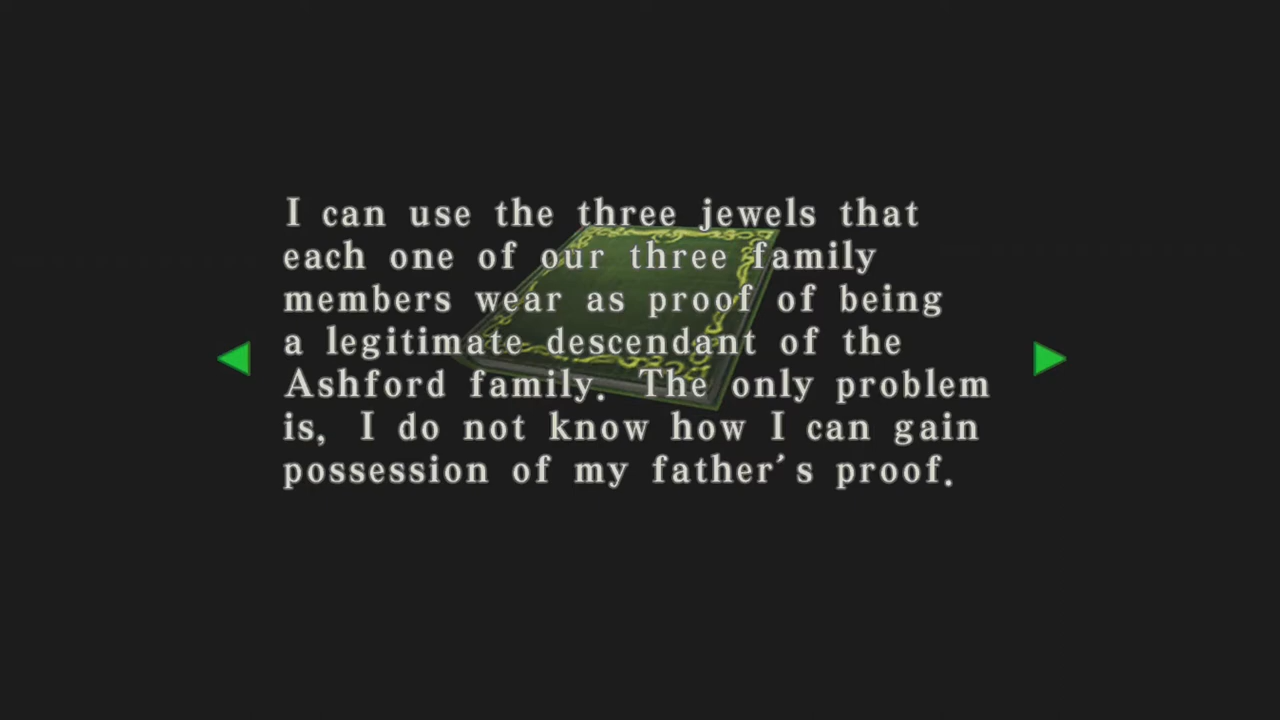 I can use the three jewels that
each one of our three family
members wear as proof of being
a legitimate descendant of the
Ashford family. The only problem
is, I do not know how I can gain
possession of my father's proof.